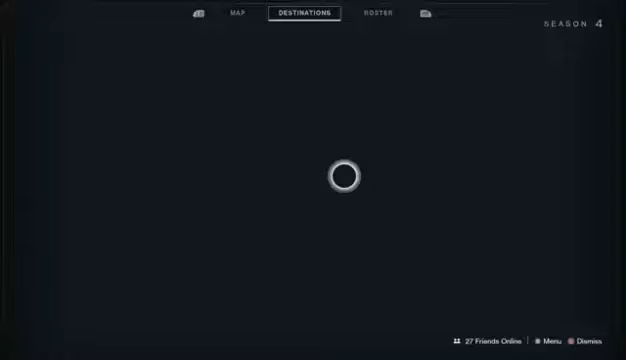 MAP DESTINATIONS ROSTER
SEASON 4
27 Friends Online Menu Dismiss